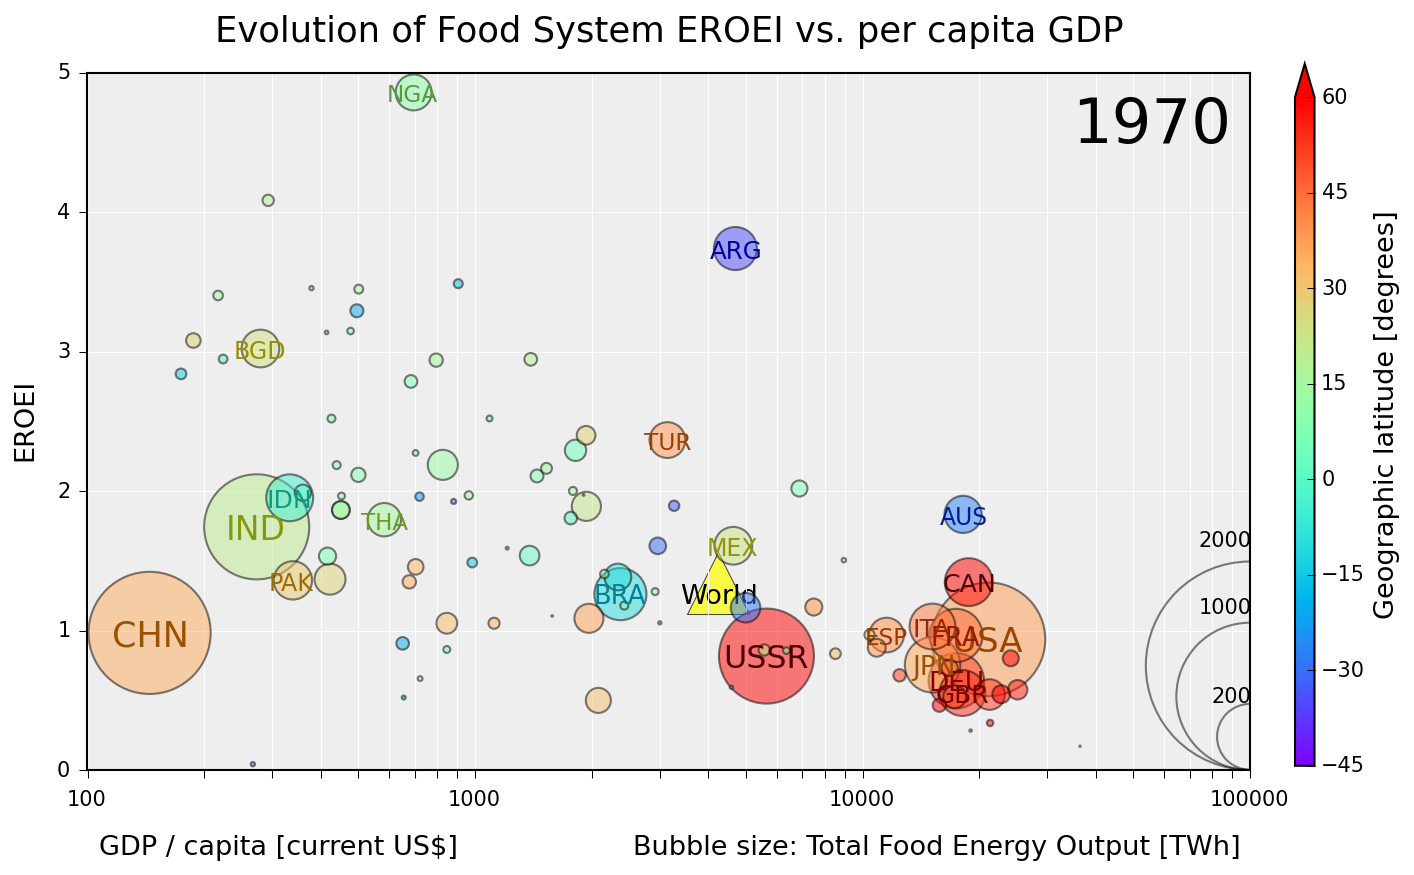 Evolution of Food System EROEI vs. per capita GDP
1970
EROEI
5
4
3
2
1
0
NGA
ARG
BGD
TUR
IDN
IND
THA
AUS
MEX
PAK
BRA
World
CAN
CHN
USSR
ESP
ITA
FRA
USA
JPN
DEU
GBR
2000
1000
200
100
1000
10000
100000
GDP / capita [current US$]
Bubble size: Total Food Energy Output [TWh]
60
45
30
15
0
−15
−30
−45
Geographic latitude [degrees]